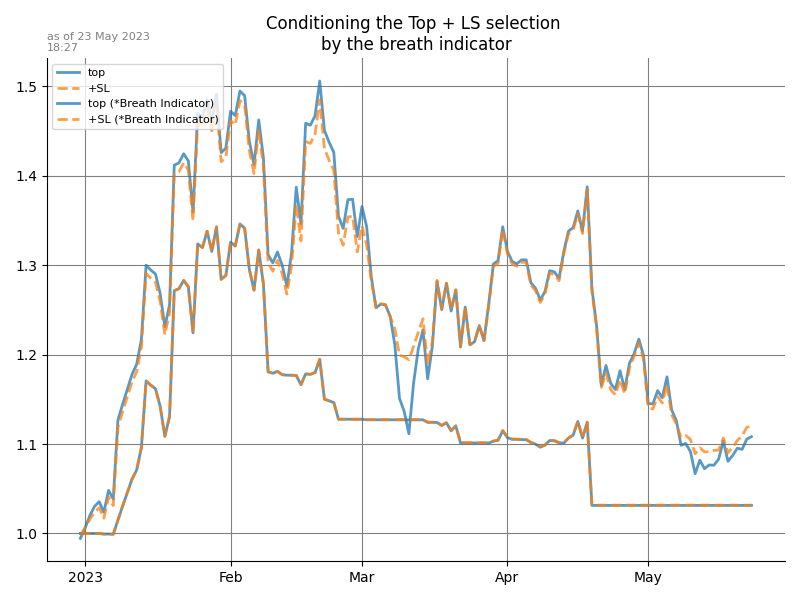 Conditioning the Top + LS selection
by the breath indicator
as of 23 May 2023
18:27
top
+SL
top (*Breath Indicator)
+SL (*Breath Indicator)
1.5
1.4
1.3
1.2
1.1
1.0
2023
Feb
Mar
Apr
May